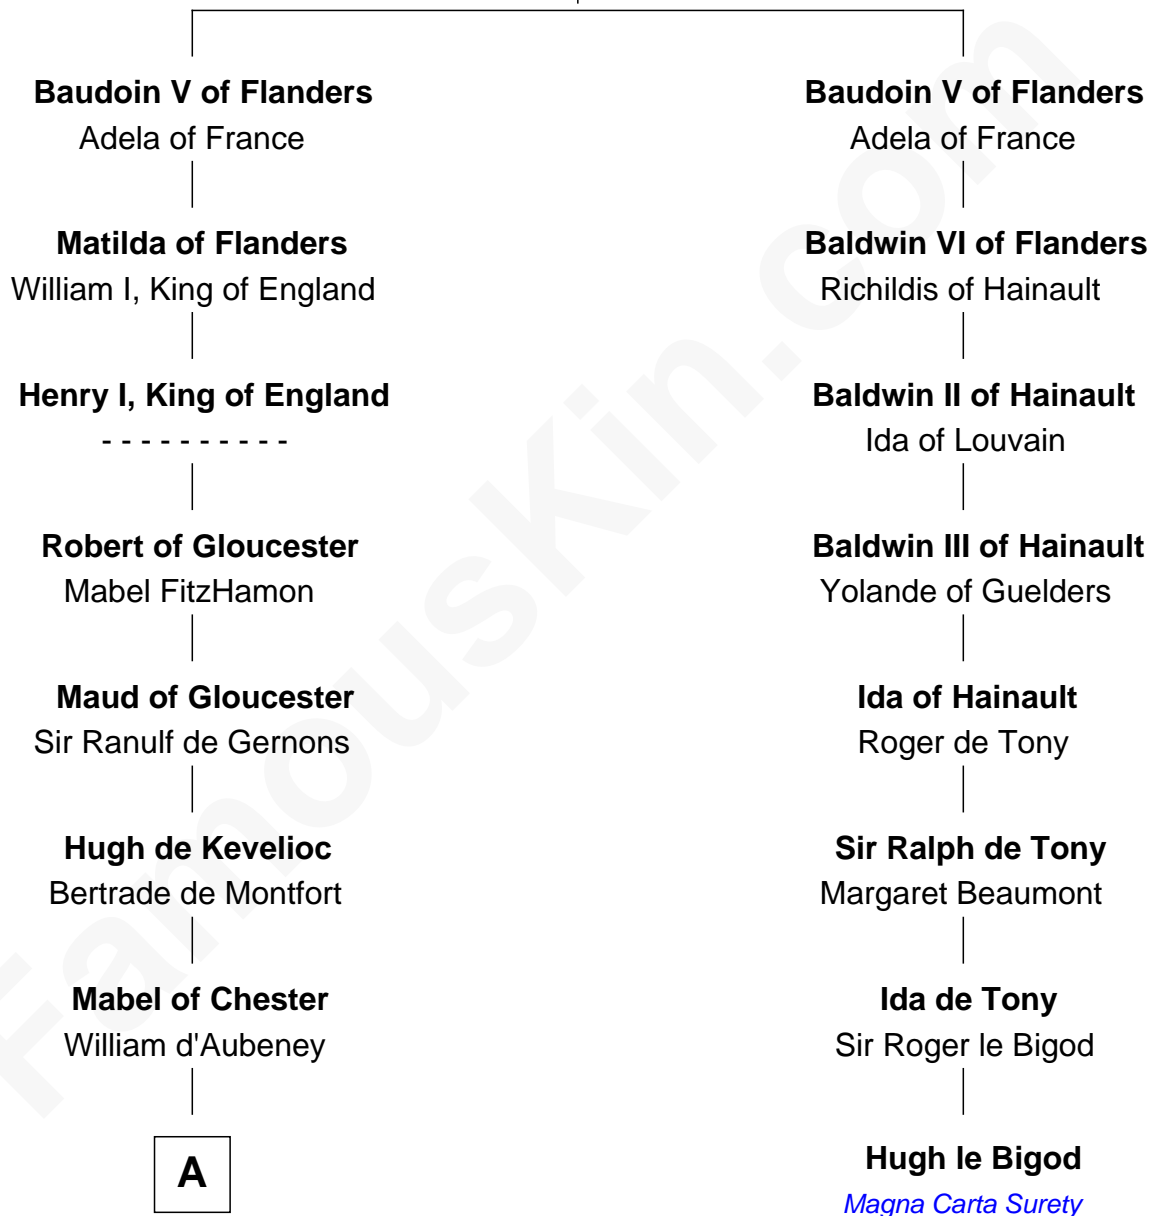 Baudoin V of Flanders
Adela of France
Matilda of Flanders
William I, King of England
Henry I, King of England
- - - - - - - - - -
Robert of Gloucester
Mabel FitzHamon
Maud of Gloucester
Sir Ranulf de Gernons
Hugh de Kevelioc
Bertrade de Montfort
Mabel of Chester
William d'Aubeney
A
Baudoin V of Flanders
Adela of France
Baldwin VI of Flanders
Richildis of Hainault
Baldwin II of Hainault
Ida of Louvain
Baldwin III of Hainault
Yolande of Guelders
Ida of Hainault
Roger de Tony
Sir Ralph de Tony
Margaret Beaumont
Ida de Tony
Sir Roger le Bigod
Hugh le Bigod
Magna Carta Surety
FamousKin.com